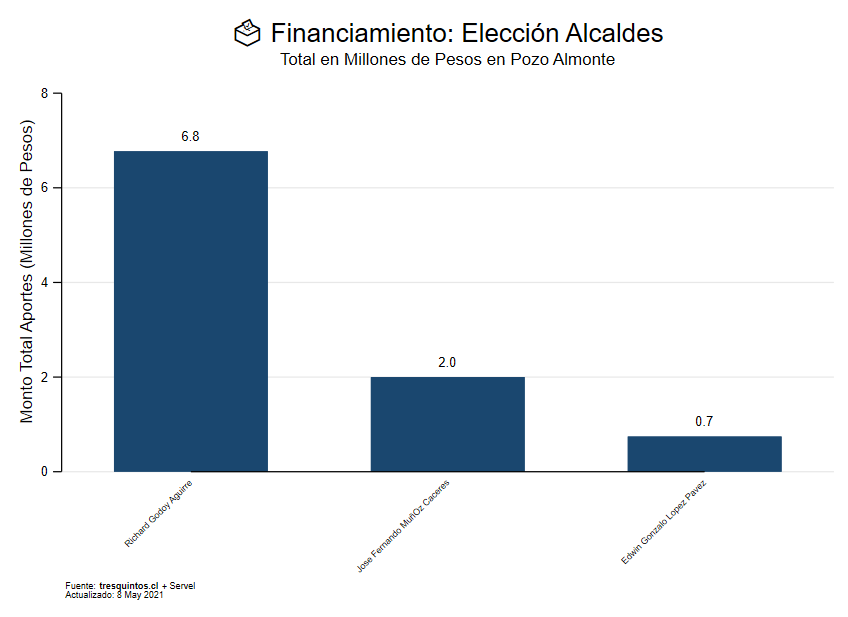 Financiamiento: Elección Alcaldes
Total en Millones de Pesos en Pozo Almonte
Monto Total Aportes (Millones de Pesos)
8
6
4
2
0
6.8
2.0
0.7
Richard Godoy Aguirre
Jose Fernando MuñOz Caceres
Edwin Gonzalo Lopez Pavez
Fuente: tresquintos.cl + Servel
Actualizado: 8 May 2021